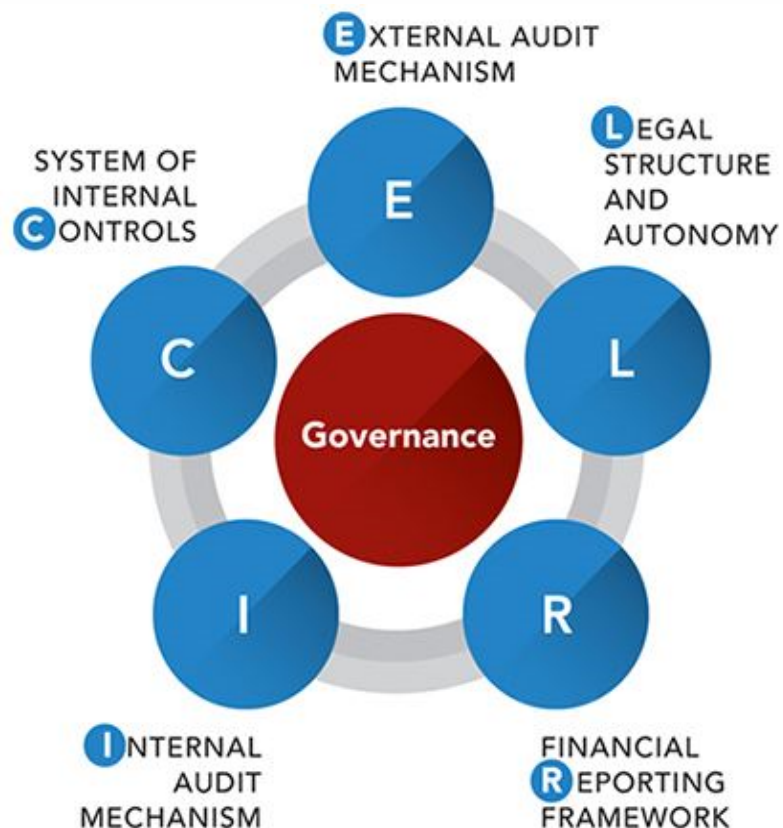 EXTERNAL AUDIT
MECHANISM
LEGAL
STRUCTURE
AND
AUTONOMY
SYSTEM OF
INTERNAL
CONTROLS
E
C
L
Governance
I
R
INTERNAL
AUDIT
MECHANISM
FINANCIAL
REPORTING
FRAMEWORK